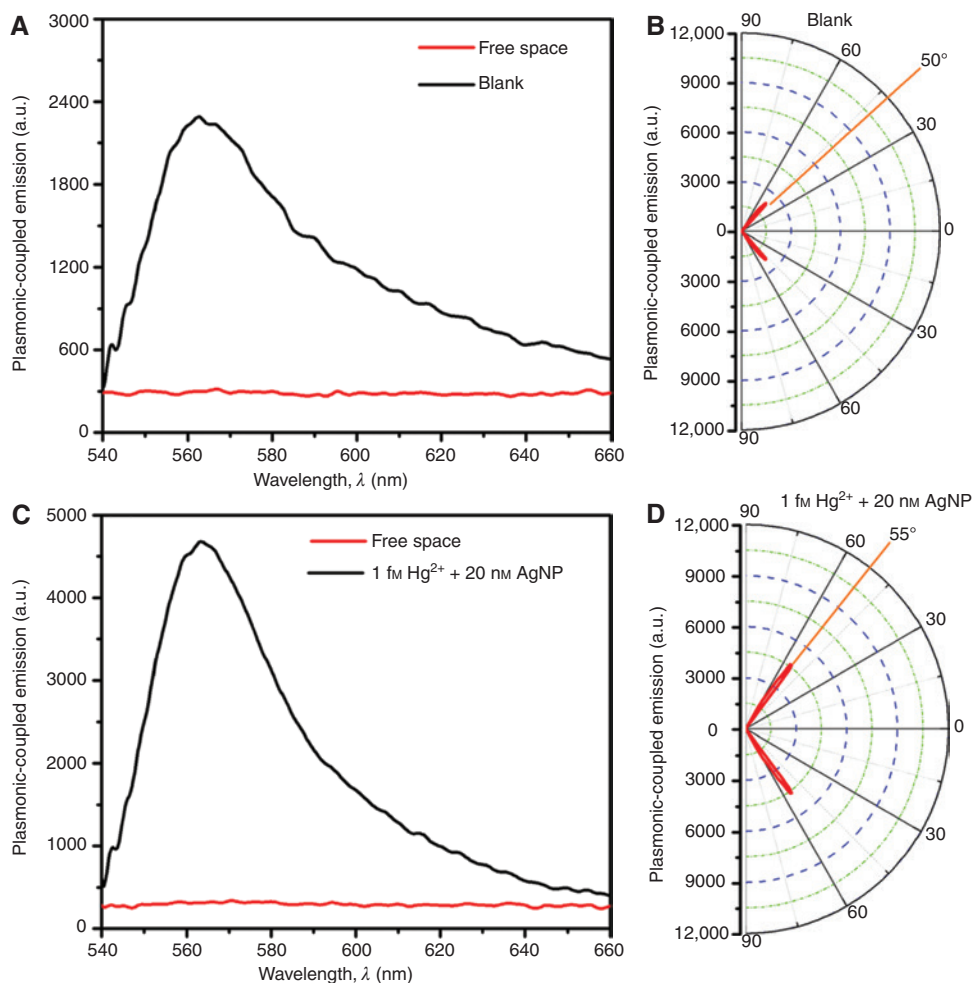 A
Plasmonic-coupled emission (a.u.)
3000
2400
1800
1200
600
0
Free space
Blank
540 560 580 600 620 640 660
Wavelength, λ (nm)
B
Blank
Plasmonic-coupled emission (a.u.)
12,000
9000
6000
3000
0
3000
6000
9000
12,000
90
60
50°
30
0
30
60
90
C
Plasmonic-coupled emission (a.u.)
5000
4000
3000
2000
1000
0
Free space
1 fM Hg²⁺ + 20 nM AgNP
540 560 580 600 620 640 660
Wavelength, λ (nm)
D
1 fM Hg²⁺ + 20 nM AgNP
Plasmonic-coupled emission (a.u.)
12,000
9000
6000
3000
0
3000
6000
9000
12,000
90
60
55°
30
0
30
60
90